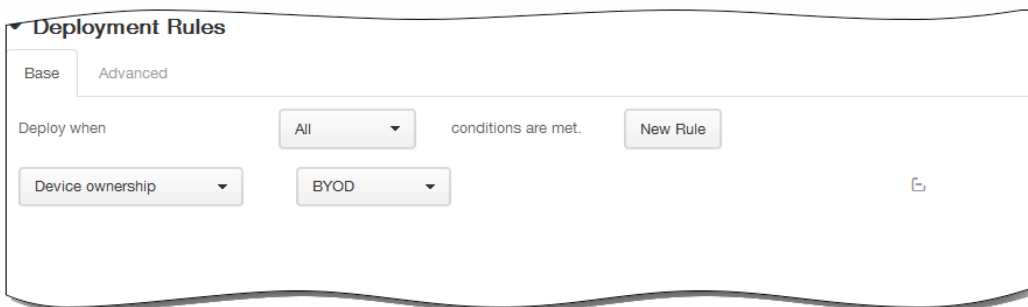 Deployment Rules
Base Advanced
Deploy when All conditions are met. New Rule
Device ownership BYOD